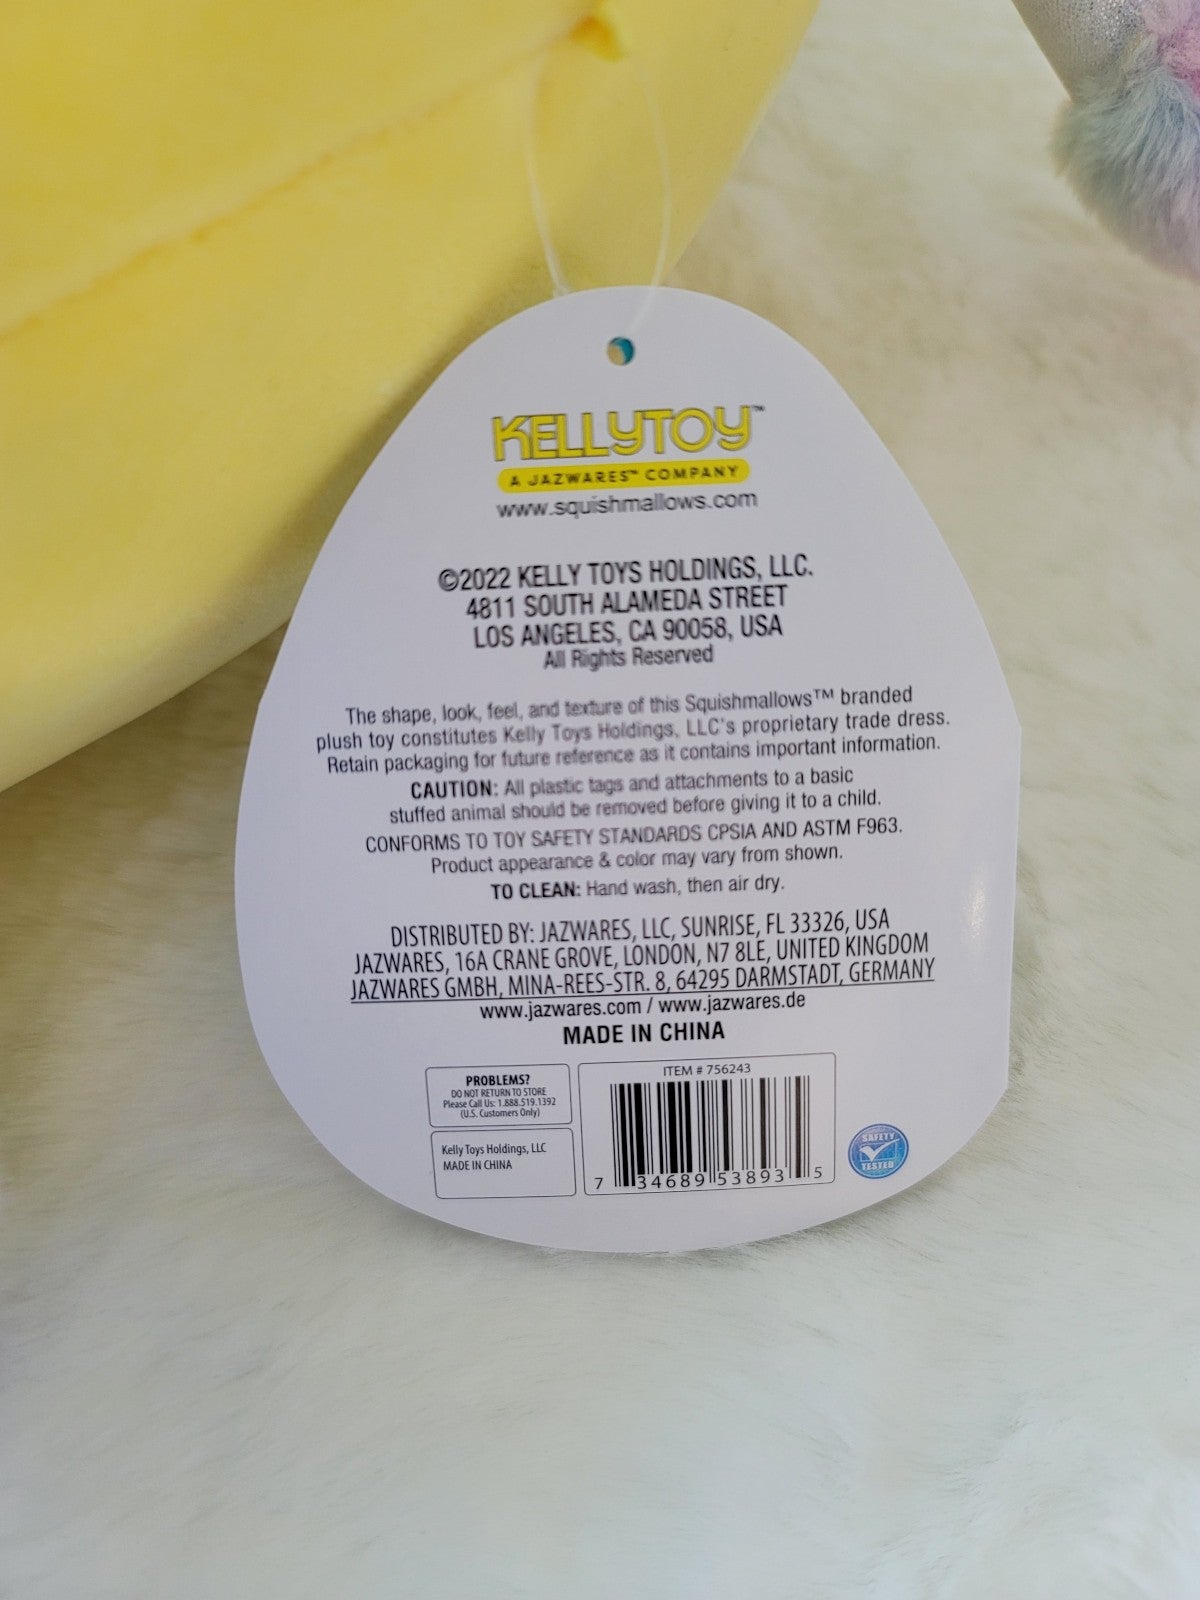 KELLYTOY™
A JAZWARES™ COMPANY
www.squishmallows.com
©2022 KELLY TOYS HOLDINGS, LLC.
4811 SOUTH ALAMEDA STREET
LOS ANGELES, CA 90058, USA
All Rights Reserved
The shape, look, feel, and texture of this Squishmallows™ branded
plush toy constitutes Kelly Toys Holdings, LLC's proprietary trade dress.
Retain packaging for future reference as it contains important information.
CAUTION: All plastic tags and attachments to a basic
stuffed animal should be removed before giving it to a child.
CONFORMS TO TOY SAFETY STANDARDS CPSIA AND ASTM F963.
Product appearance & color may vary from shown.
TO CLEAN: Hand wash, then air dry.
DISTRIBUTED BY: JAZWARES, LLC, SUNRISE, FL 33326, USA
JAZWARES, 16A CRANE GROVE, LONDON, N7 8LE, UNITED KINGDOM
JAZWARES GMBH, MINA-REES-STR. 8, 64295 DARMSTADT, GERMANY
www.jazwares.com / www.jazwares.de
MADE IN CHINA
PROBLEMS?
DO NOT RETURN TO STORE
Please Call Us: 1.888.519.1392
(U.S. Customers Only)
Kelly Toys Holdings, LLC
MADE IN CHINA
ITEM # 756243
7 34689 53893 5
SAFETY
TESTED